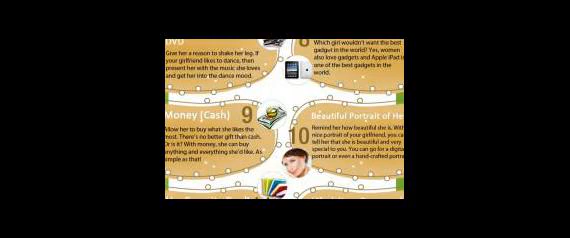 DVD
Give her a reason to shake her leg. If
your girlfriend likes to dance, then
present her with the music she loves
and get her into the dance mood.
8
Which girl wouldn't want the best
gadget in the world? Yes, women
also love gadgets and Apple iPad is
one of the best gadgets in the
world.
Money [Cash) 9
Allow her to buy what she likes the
most. There's no better gift than cash.
Or is it? With money, she can buy
anything and everything she'd like. As
simple as that!
10 Beautiful Portrait of He
Remind her how beautiful she is. With
nice portrait of your girlfriend, you ca
tell her that she is beautiful and very
special to you. You can go for a digita
portrait or even a hand-crafted portra